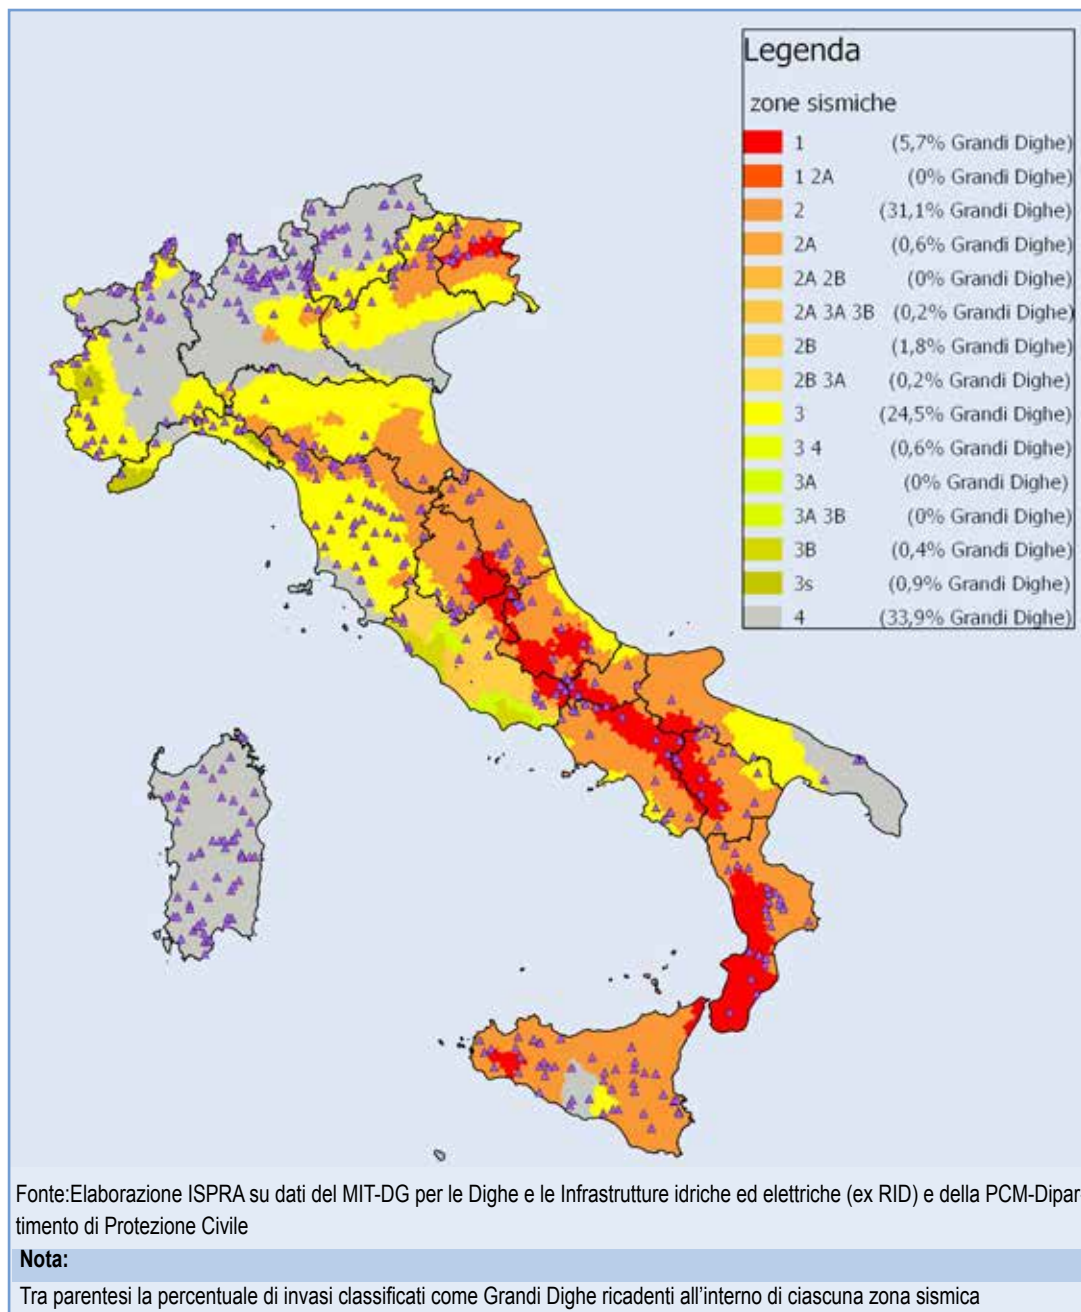 Legenda
zone sismiche
1 (5,7% Grandi Dighe)
1 2A (0% Grandi Dighe)
2 (31,1% Grandi Dighe)
2A (0,6% Grandi Dighe)
2A 2B (0% Grandi Dighe)
2A 3A 3B (0,2% Grandi Dighe)
2B (1,8% Grandi Dighe)
2B 3A (0,2% Grandi Dighe)
3 (24,5% Grandi Dighe)
3 4 (0,6% Grandi Dighe)
3A (0% Grandi Dighe)
3A 3B (0% Grandi Dighe)
3B (0,4% Grandi Dighe)
3s (0,9% Grandi Dighe)
4 (33,9% Grandi Dighe)
Fonte:Elaborazione ISPRA su dati del MIT-DG per le Dighe e le Infrastrutture idriche ed elettriche (ex RID) e della PCM-Dipar-
timento di Protezione Civile
Nota:
Tra parentesi la percentuale di invasi classificati come Grandi Dighe ricadenti all'interno di ciascuna zona sismica